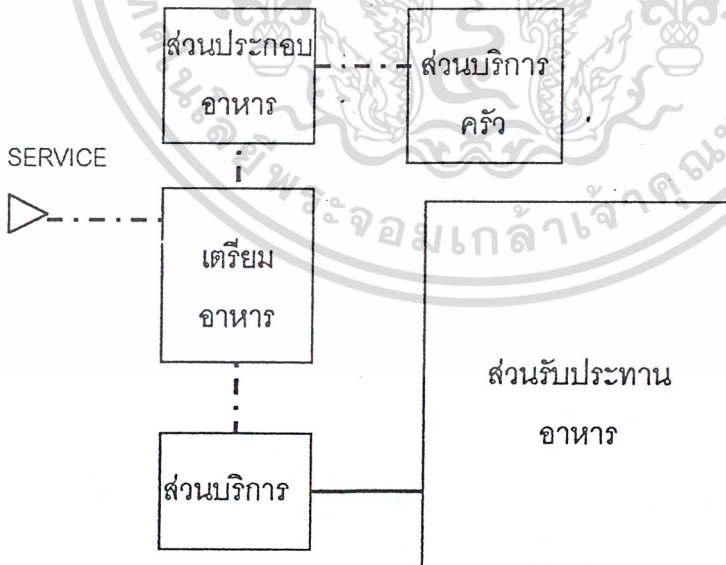 ส่วนประกอบ
อาหาร
ส่วนบริการ
ครัว
SERVICE
เตรียม
อาหาร
ส่วนรับประทาน
อาหาร
ส่วนบริการ